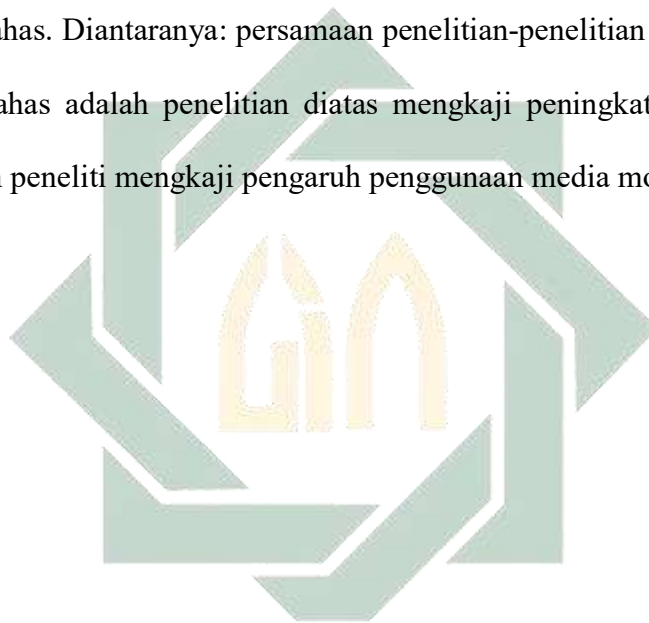 ahas. Diantaranya: persamaan penelitian-penelitian
ahas adalah penelitian diatas mengkaji peningkat
n peneliti mengkaji pengaruh penggunaan media mo